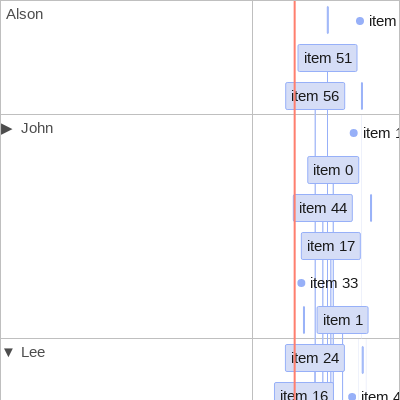 Alson
item
item 51
item 56
▶ John
item 1
item 0
item 44
item 17
item 33
item 1
▼ Lee
item 24
item 16
item 4